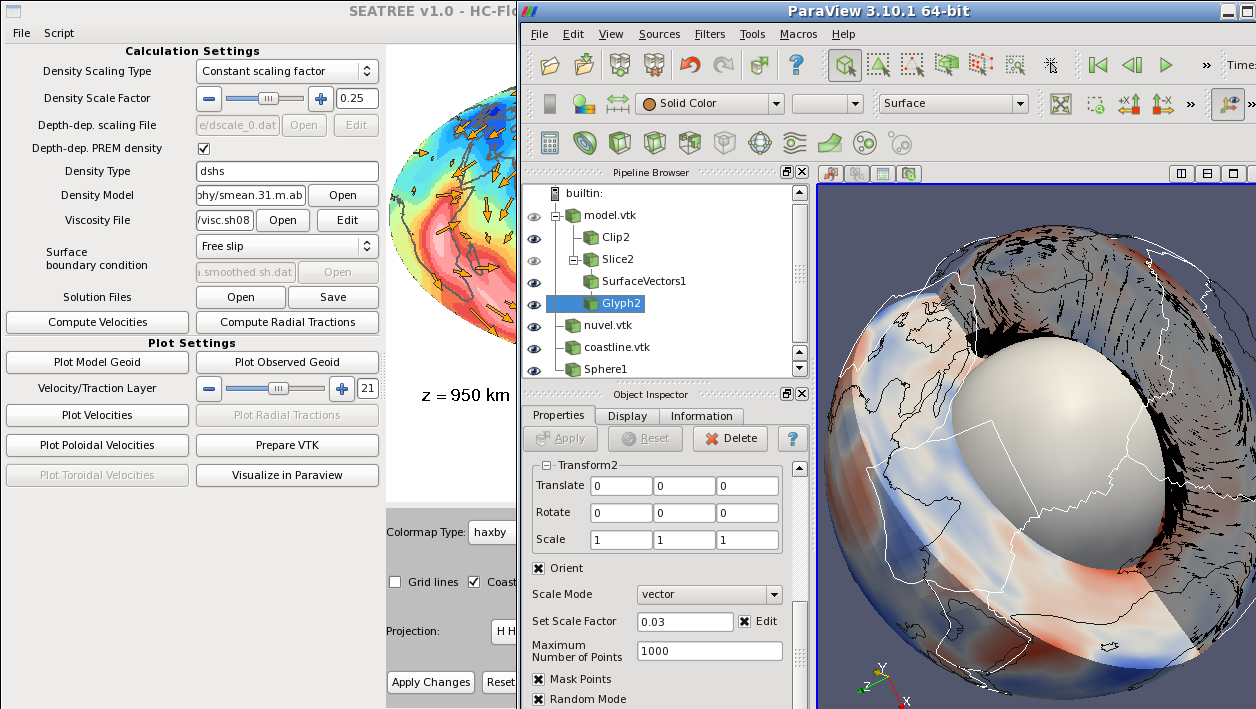 SEATREE v1.0 - HC-Flo
File Script
Calculation Settings
Density Scaling Type Constant scaling factor
Density Scale Factor 0.25
Depth-dep. scaling File e/dscale_0.dat Open Edit
Depth-dep. PREM density
Density Type dshs
Density Model phy/smean.31.m.ab Open
Viscosity File /visc.sh08 Open Edit
Surface
boundary condition
Free slip
a.smoothed.sh.dat Open
Solution Files Open Save
Compute Velocities Compute Radial Tractions
Plot Settings
Plot Model Geoid Plot Observed Geoid
Velocity/Traction Layer 21
Plot Velocities Plot Radial Tractions
Plot Poloidal Velocities Prepare VTK
Plot Toroidal Velocities Visualize in Paraview
z = 950 km
Colormap Type: haxby
Grid lines Coast
Projection: H H
Apply Changes Reset
ParaView 3.10.1 64-bit
File Edit View Sources Filters Tools Macros Help
» Time:
Solid Color Surface » »
Pipeline Browser
builtin:
model.vtk
Clip2
Slice2
SurfaceVectors1
Glyph2
nuvel.vtk
coastline.vtk
Sphere1
Object Inspector
Properties Display Information
Apply Reset Delete ?
Transform2
Translate 0 0 0
Rotate 0 0 0
Scale 1 1 1
Orient
Scale Mode vector
Set Scale Factor 0.03 Edit
Maximum
Number of Points 1000
Mask Points
Random Mode
Y
Z
X